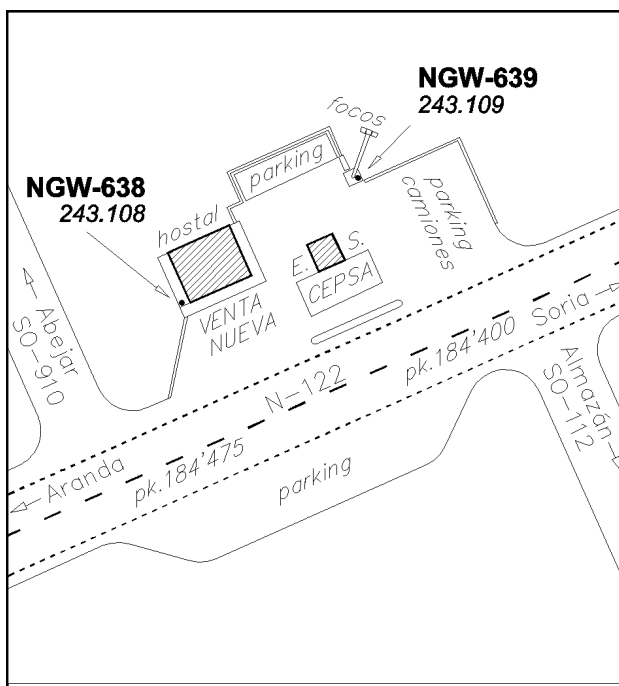 NGW-639
243.109
focos
parking
NGW-638
243.108
hostal
parking
camiones
E. S.
CEPSA
VENTA
NUEVA
Abejar
SO-910
N-122
pk.184'400
Soria
Almazán
SO-112
Aranda
pk.184'475
parking